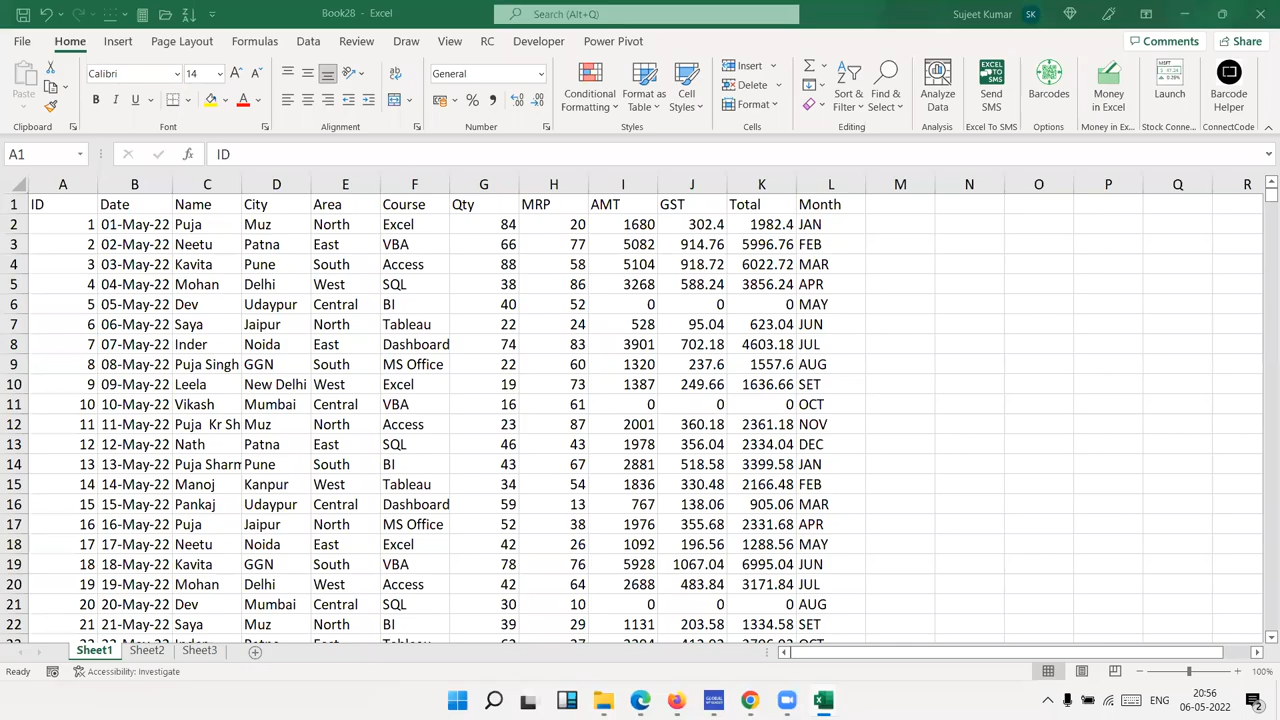 Book28 - Excel
Search (Alt+Q)
Sujeet Kumar SK
File Home Insert Page Layout Formulas Data Review View Draw RC Developer Power Pivot Comments Share
Calibri 14 General Insert Delete Format
Paste B I U Conditional Formatting Format as Table Cell Styles Sort & Filter Find & Select Analyze Data Send SMS Barcodes Money in Excel Launch Barcode Helper
Clipboard Font Alignment Number Styles Cells Editing Analysis Excel To SMS Options Money in Exc... Stock Conne... ConnectCode
A1 fx ID
A B C D E F G H I J K L M N O P Q R
1 ID Date Name City Area Course Qty MRP AMT GST Total Month
2 1 01-May-22 Puja Muz North Excel 84 20 1680 302.4 1982.4 JAN
3 2 02-May-22 Neetu Patna East VBA 66 77 5082 914.76 5996.76 FEB
4 3 03-May-22 Kavita Pune South Access 88 58 5104 918.72 6022.72 MAR
5 4 04-May-22 Mohan Delhi West SQL 38 86 3268 588.24 3856.24 APR
6 5 05-May-22 Dev Udaypur Central BI 40 52 0 0 0 MAY
7 6 06-May-22 Saya Jaipur North Tableau 22 24 528 95.04 623.04 JUN
8 7 07-May-22 Inder Noida East Dashboard 74 83 3901 702.18 4603.18 JUL
9 8 08-May-22 Puja Singh GGN South MS Office 22 60 1320 237.6 1557.6 AUG
10 9 09-May-22 Leela New Delhi West Excel 19 73 1387 249.66 1636.66 SET
11 10 10-May-22 Vikash Mumbai Central VBA 16 61 0 0 0 OCT
12 11 11-May-22 Puja Kr Sh Muz North Access 23 87 2001 360.18 2361.18 NOV
13 12 12-May-22 Nath Patna East SQL 46 43 1978 356.04 2334.04 DEC
14 13 13-May-22 Puja Sharm Pune South BI 43 67 2881 518.58 3399.58 JAN
15 14 14-May-22 Manoj Kanpur West Tableau 34 54 1836 330.48 2166.48 FEB
16 15 15-May-22 Pankaj Udaypur Central Dashboard 59 13 767 138.06 905.06 MAR
17 16 16-May-22 Puja Jaipur North MS Office 52 38 1976 355.68 2331.68 APR
18 17 17-May-22 Neetu Noida East Excel 42 26 1092 196.56 1288.56 MAY
19 18 18-May-22 Kavita GGN South VBA 78 76 5928 1067.04 6995.04 JUN
20 19 19-May-22 Mohan Delhi West Access 42 64 2688 483.84 3171.84 JUL
21 20 20-May-22 Dev Mumbai Central SQL 30 10 0 0 0 AUG
22 21 21-May-22 Saya Muz North BI 39 29 1131 203.58 1334.58 SET
Sheet1 Sheet2 Sheet3
Ready Accessibility: Investigate 100%
ENG 20:56
06-05-2022